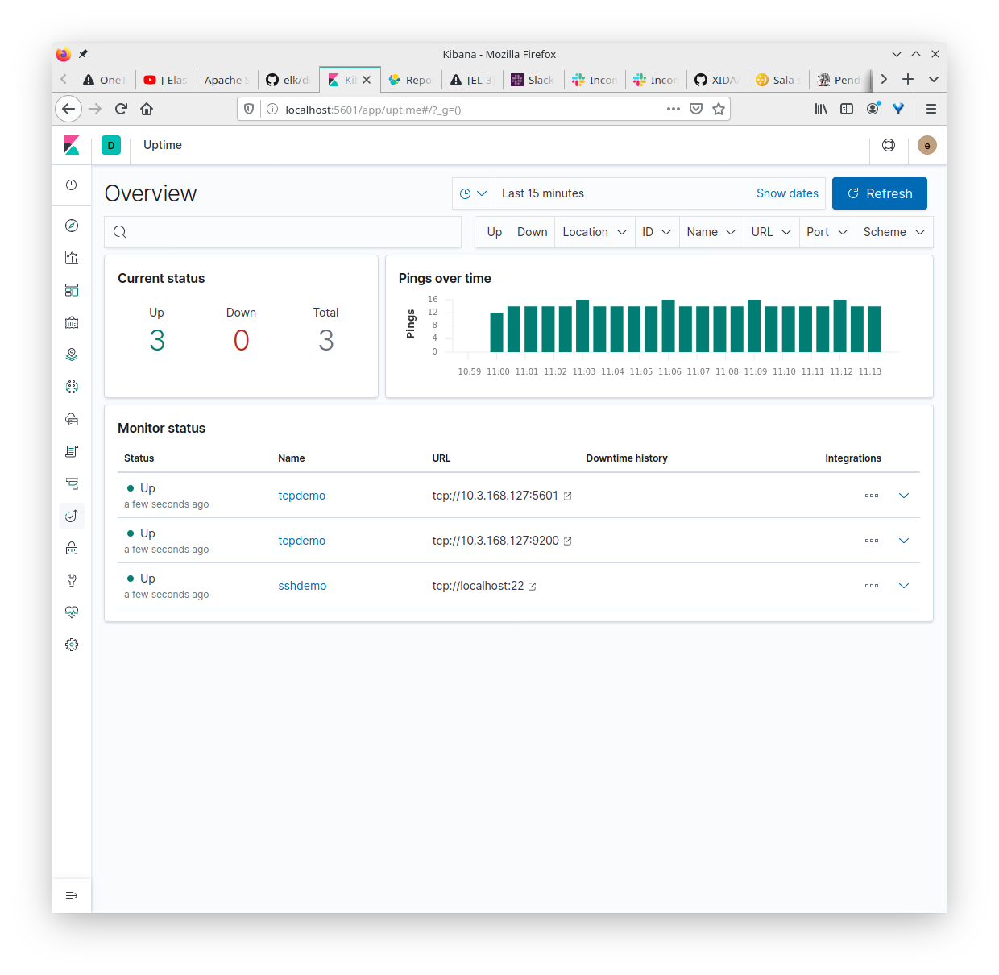 Kibana - Mozilla Firefox
OneT [ Elas Apache S elk/d Ki Repo [EL-3 Slack Incon Incon XIDA Sala s Pend
localhost:5601/app/uptime#/?_g=()
D Uptime e
Overview Last 15 minutes Show dates Refresh
Up Down Location ID Name URL Port Scheme
Current status
Up Down Total
3 0 3
Pings over time
Pings
16
12
8
4
0
10:59 11:00 11:01 11:02 11:03 11:04 11:05 11:06 11:07 11:08 11:09 11:10 11:11 11:12 11:13
Monitor status
Status Name URL Downtime history Integrations
Up
a few seconds ago
tcpdemo tcp://10.3.168.127:5601
Up
a few seconds ago
tcpdemo tcp://10.3.168.127:9200
Up
a few seconds ago
sshdemo tcp://localhost:22